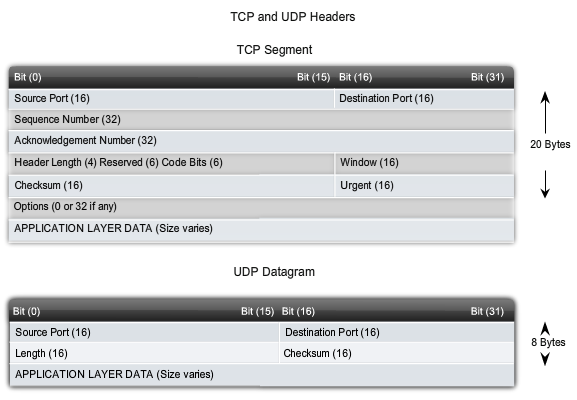 TCP and UDP Headers
TCP Segment
Bit (0) Bit (15) Bit (16) Bit (31)
Source Port (16) Destination Port (16)
Sequence Number (32)
Acknowledgement Number (32)
20 Bytes
Header Length (4) Reserved (6) Code Bits (6) Window (16)
Checksum (16) Urgent (16)
Options (0 or 32 if any)
APPLICATION LAYER DATA (Size varies)
UDP Datagram
Bit (0) Bit (15) Bit (16) Bit (31)
Source Port (16) Destination Port (16)
8 Bytes
Length (16) Checksum (16)
APPLICATION LAYER DATA (Size varies)